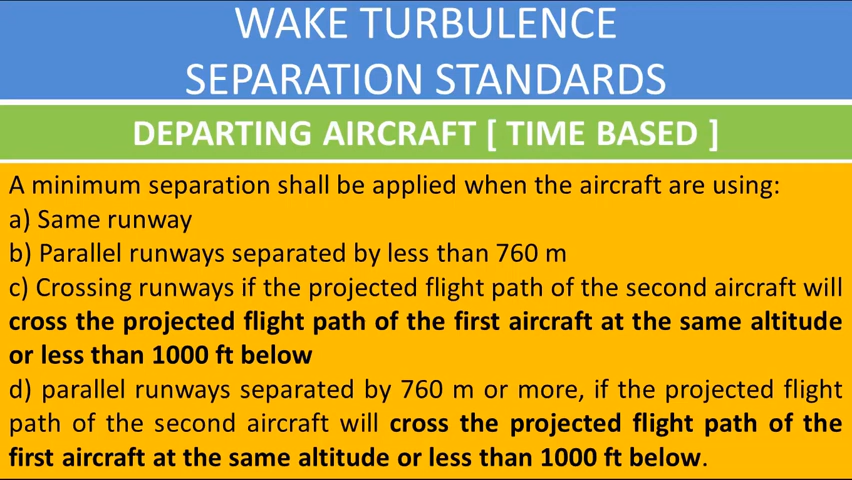 WAKE TURBULENCE
SEPARATION STANDARDS
DEPARTING AIRCRAFT [ TIME BASED ]
A minimum separation shall be applied when the aircraft are using:
a) Same runway
b) Parallel runways separated by less than 760 m
c) Crossing runways if the projected flight path of the second aircraft will
cross the projected flight path of the first aircraft at the same altitude
or less than 1000 ft below
d) parallel runways separated by 760 m or more, if the projected flight
path of the second aircraft will cross the projected flight path of the
first aircraft at the same altitude or less than 1000 ft below.